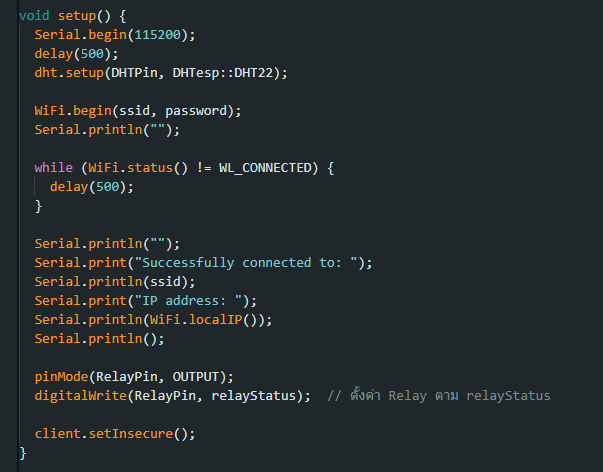 void setup() {
  Serial.begin(115200);
  delay(500);
  dht.setup(DHTPin, DHTesp::DHT22);
  WiFi.begin(ssid, password);
  Serial.println("");
  while (WiFi.status() != WL_CONNECTED) {
    delay(500);
  }
  Serial.println("");
  Serial.print("Successfully connected to: ");
  Serial.println(ssid);
  Serial.print("IP address: ");
  Serial.println(WiFi.localIP());
  Serial.println();
  pinMode(RelayPin, OUTPUT);
  digitalWrite(RelayPin, relayStatus);  // ตั้งค่า Relay ตาม relayStatus
  client.setInsecure();
}